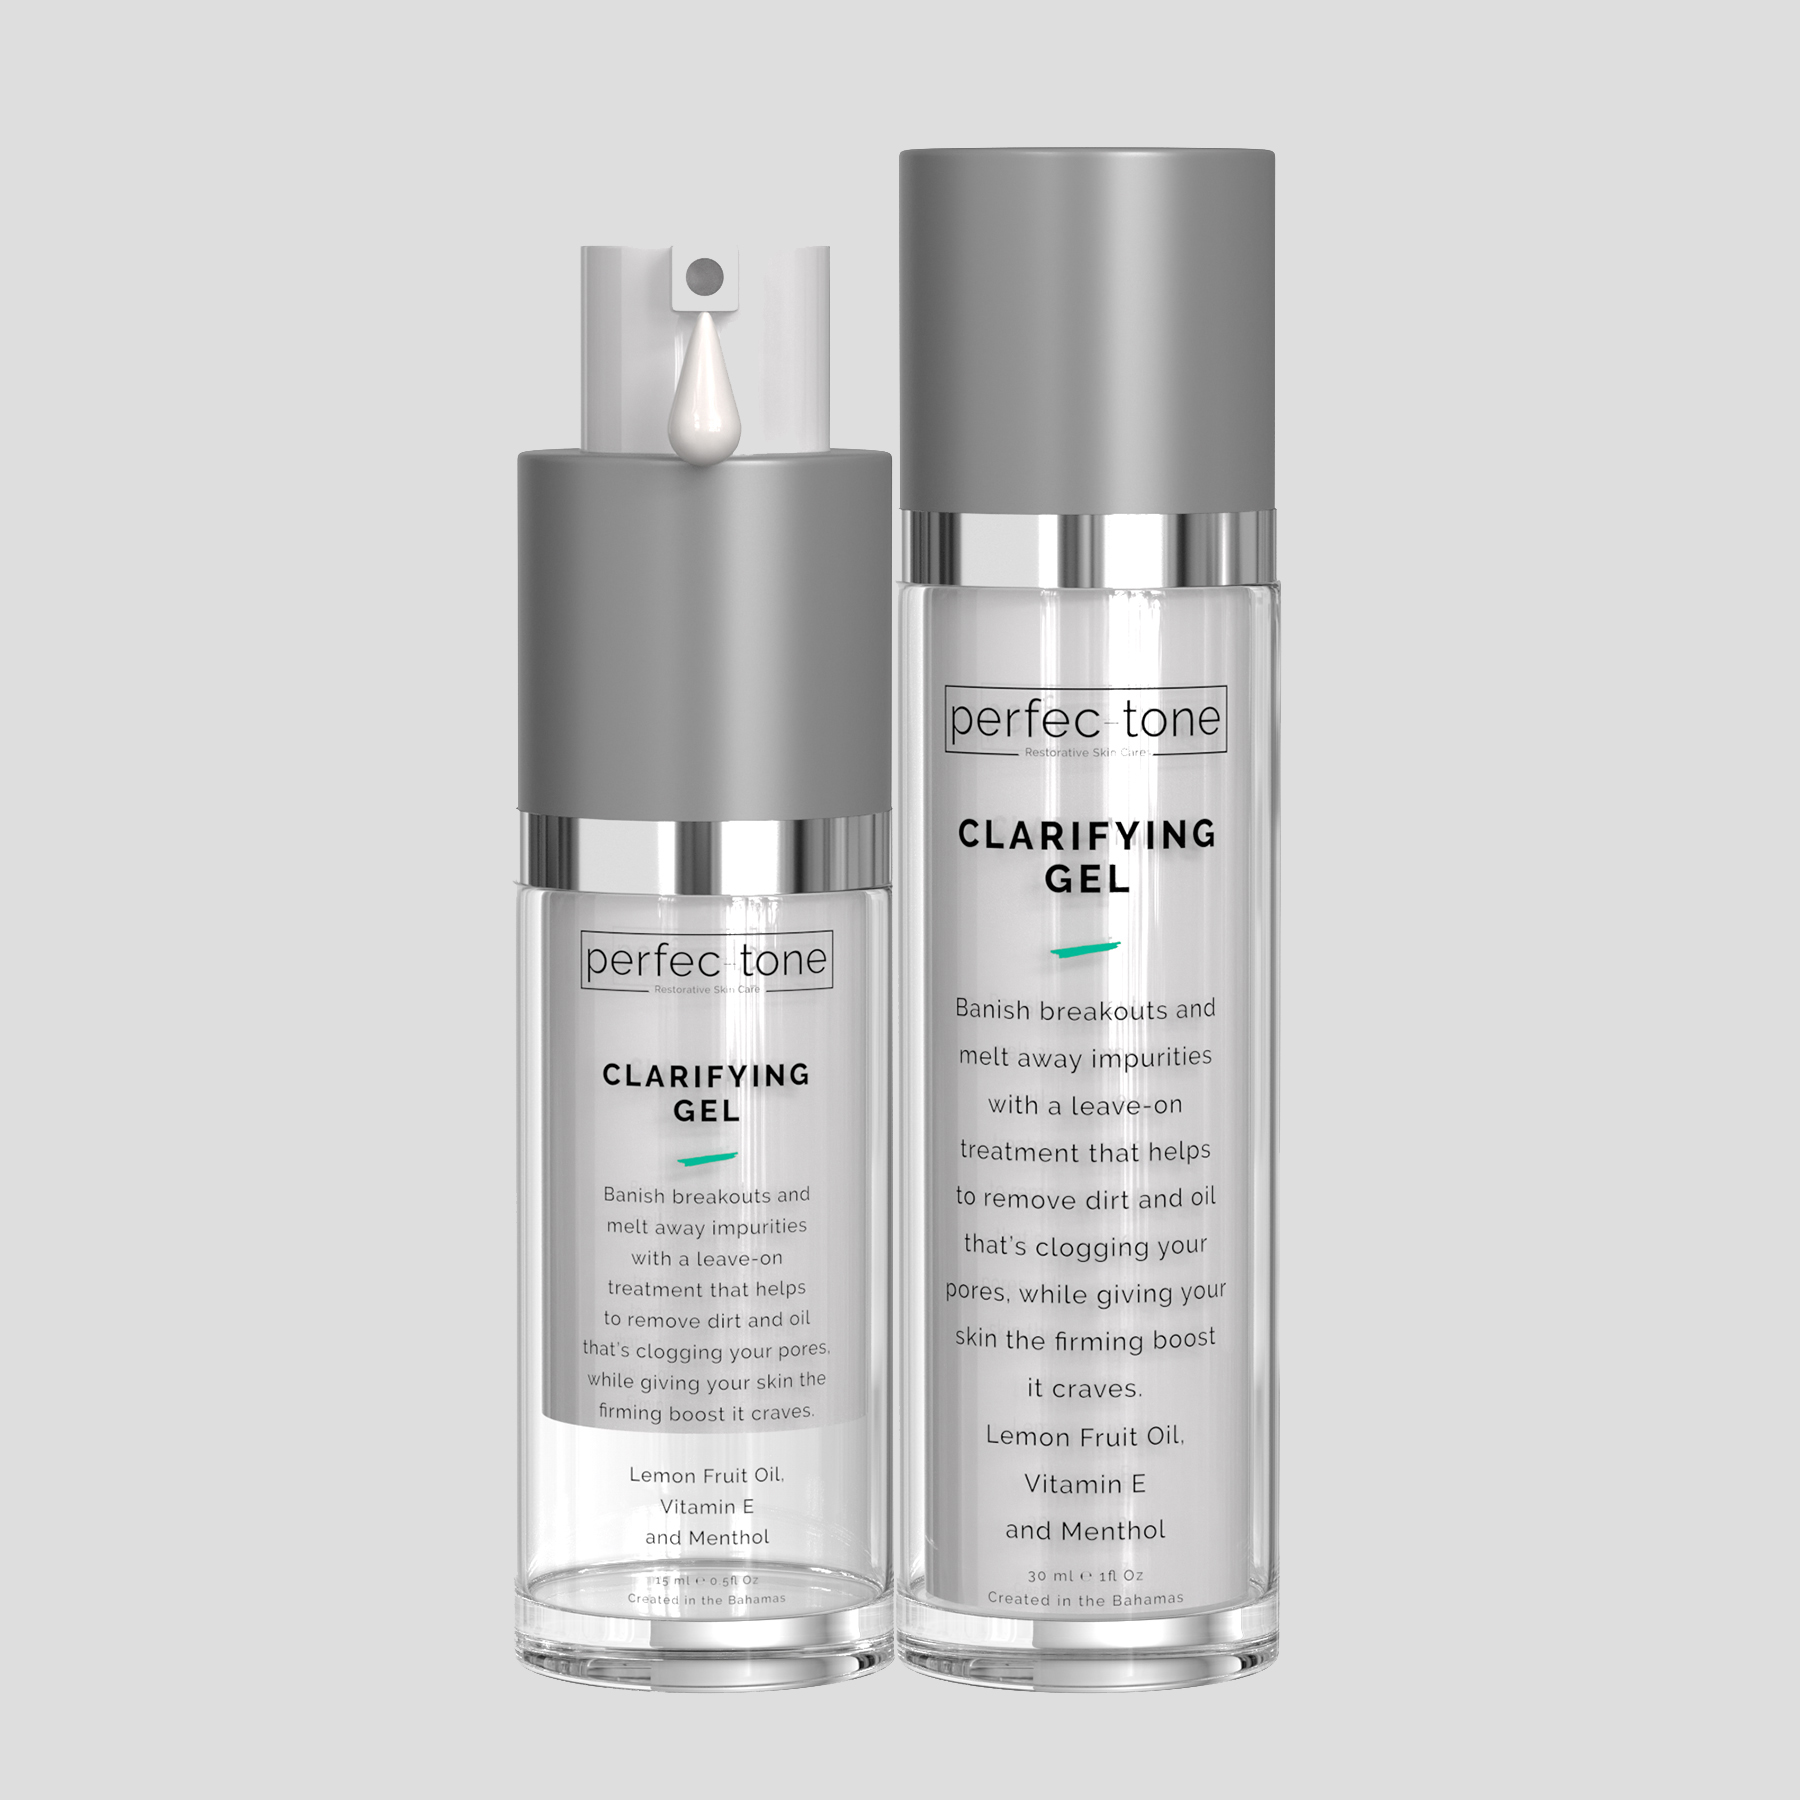 perfec-tone
Restorative Skin Care
CLARIFYING
GEL
Banish breakouts and
melt away impurities
with a leave-on
treatment that helps
to remove dirt and oil
that's clogging your pores,
while giving your skin the
firming boost it craves.
Lemon Fruit Oil,
Vitamin E
and Menthol
15 ml ℮ 0.5fl Oz
Created in the Bahamas
perfec-tone
Restorative Skin Care
CLARIFYING
GEL
Banish breakouts and
melt away impurities
with a leave-on
treatment that helps
to remove dirt and oil
that's clogging your
pores, while giving your
skin the firming boost
it craves.
Lemon Fruit Oil,
Vitamin E
and Menthol
30 ml ℮ 1fl Oz
Created in the Bahamas